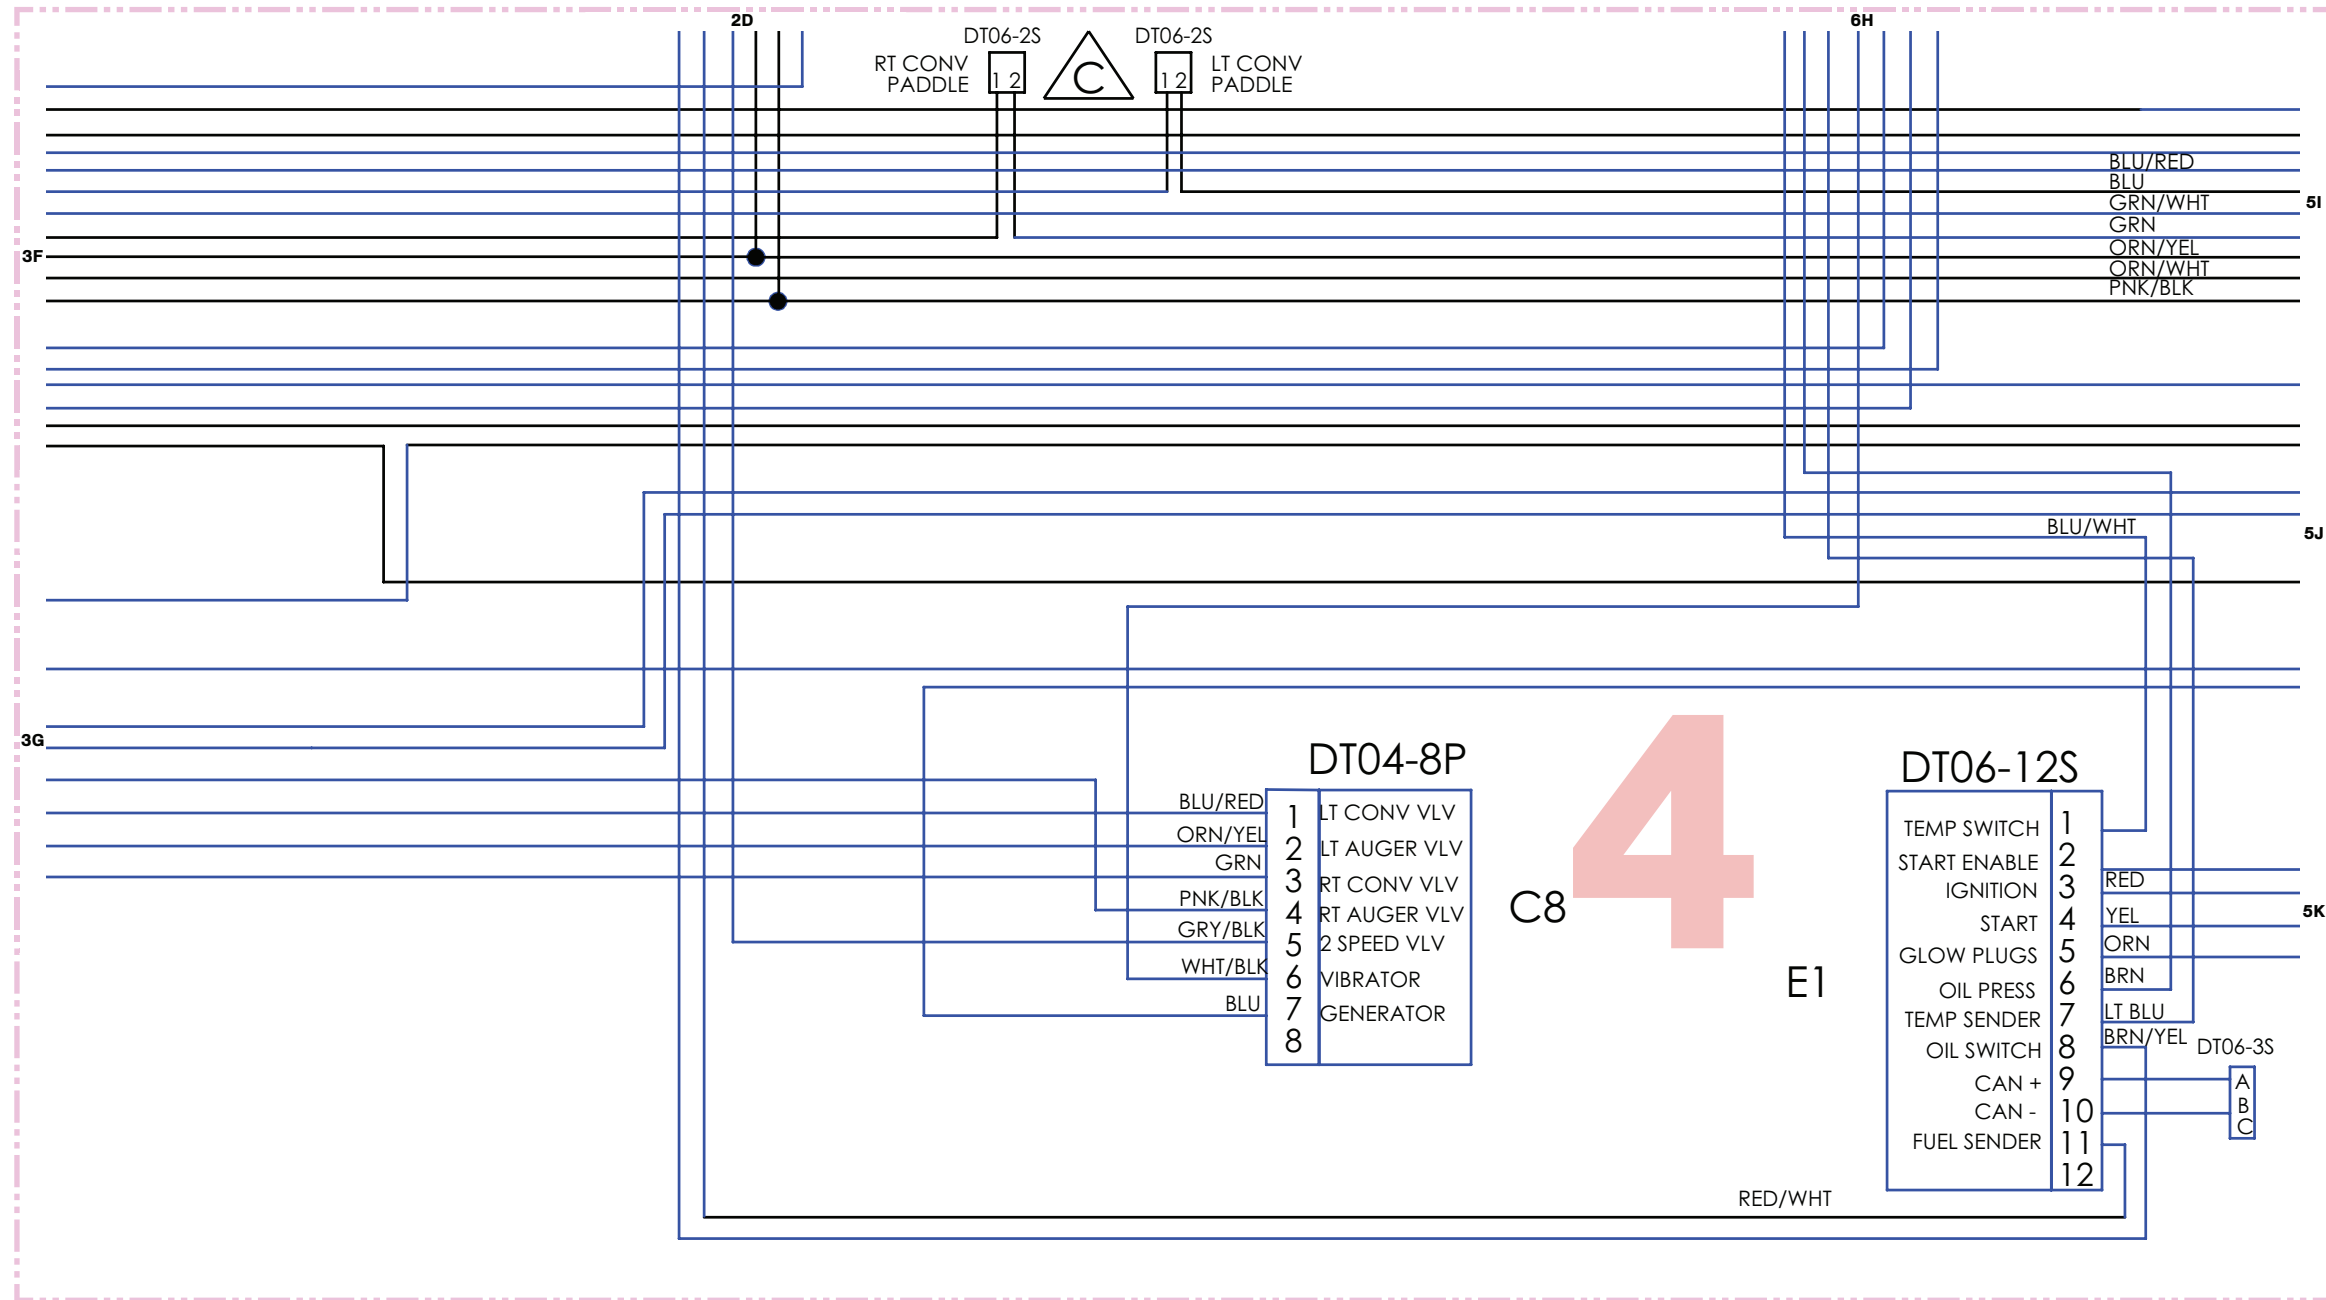 2D
6H
DT06-2S
DT06-2S
RT CONV
PADDLE
1 2
C
1 2
LT CONV
PADDLE
BLU/RED
BLU
GRN/WHT
5I
GRN
ORN/YEL
3F
ORN/WHT
PNK/BLK
BLU/WHT
5J
3G
4
DT04-8P
BLU/RED 1 LT CONV VLV
ORN/YEL 2 LT AUGER VLV
GRN 3 RT CONV VLV
PNK/BLK 4 RT AUGER VLV
GRY/BLK 5 2 SPEED VLV
WHT/BLK 6 VIBRATOR
BLU 7 GENERATOR
8
C8
DT06-12S
TEMP SWITCH 1
START ENABLE 2
IGNITION 3 RED
START 4 YEL
5K
GLOW PLUGS 5 ORN
E1
OIL PRESS 6 BRN
TEMP SENDER 7 LT BLU
OIL SWITCH 8 BRN/YEL
DT06-3S
CAN + 9
A
CAN - 10
B
C
FUEL SENDER 11
12
RED/WHT